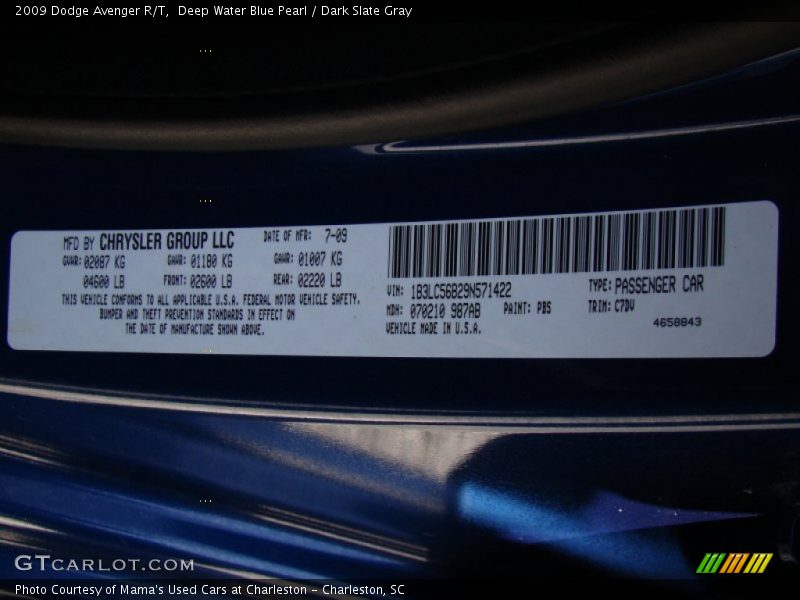 2009 Dodge Avenger R/T,  Deep Water Blue Pearl / Dark Slate Gray
MFD BY CHRYSLER GROUP LLC DATE OF MFR: 7-09
GVWR: 02087 KG GAWR: 01180 KG GAWR: 01007 KG
04600 LB FRONT: 02600 LB REAR: 02220 LB
THIS VEHICLE CONFORMS TO ALL APPLICABLE U.S.A. FEDERAL MOTOR VEHICLE SAFETY,
BUMPER AND THEFT PREVENTION STANDARDS IN EFFECT ON
THE DATE OF MANUFACTURE SHOWN ABOVE.
VIN: 1B3LC56B29N571422 TYPE: PASSENGER CAR
MDH: 070210 987AB PAINT: PBS TRIM: C7DV
VEHICLE MADE IN U.S.A. 4658843
GTCARLOT.COM
Photo Courtesy of Mama's Used Cars at Charleston - Charleston, SC